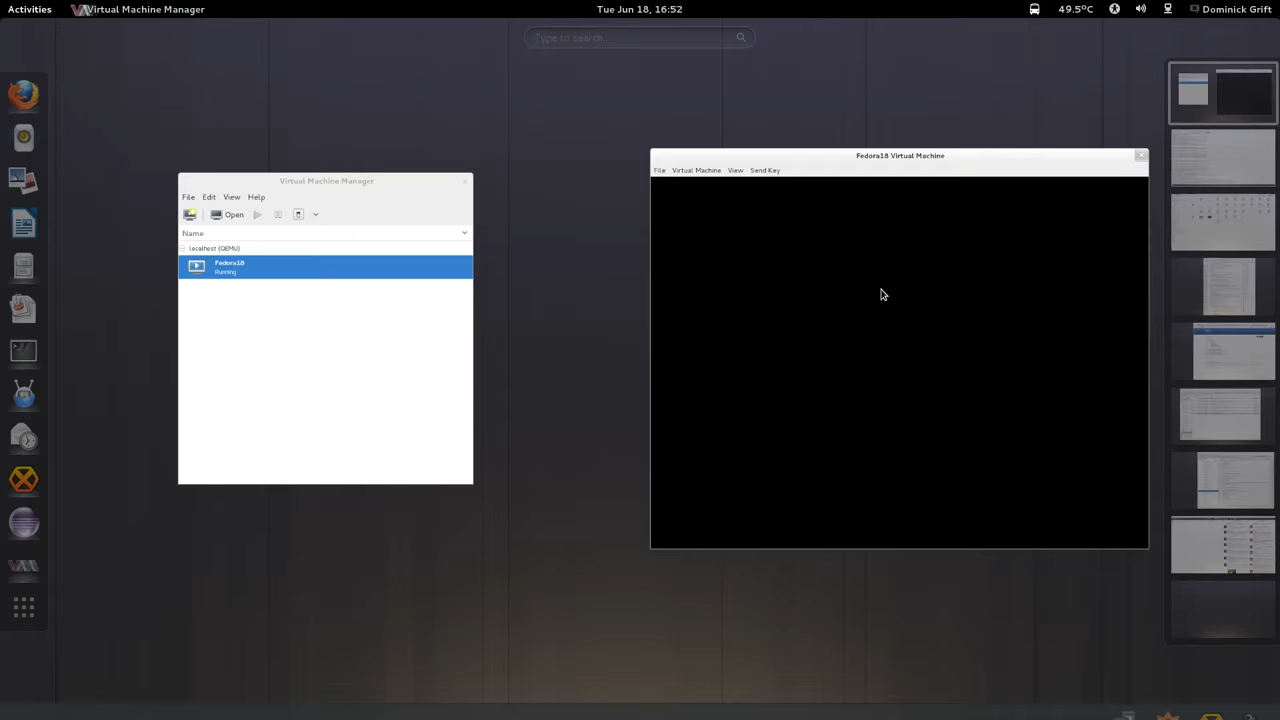 Activities Virtual Machine Manager Tue Jun 18, 16:52 49.5°C Dominick Grift
Type to search...
Virtual Machine Manager
File Edit View Help
Open
Name
localhost (QEMU)
Fedora18
Running
Fedora18 Virtual Machine
File Virtual Machine View Send Key